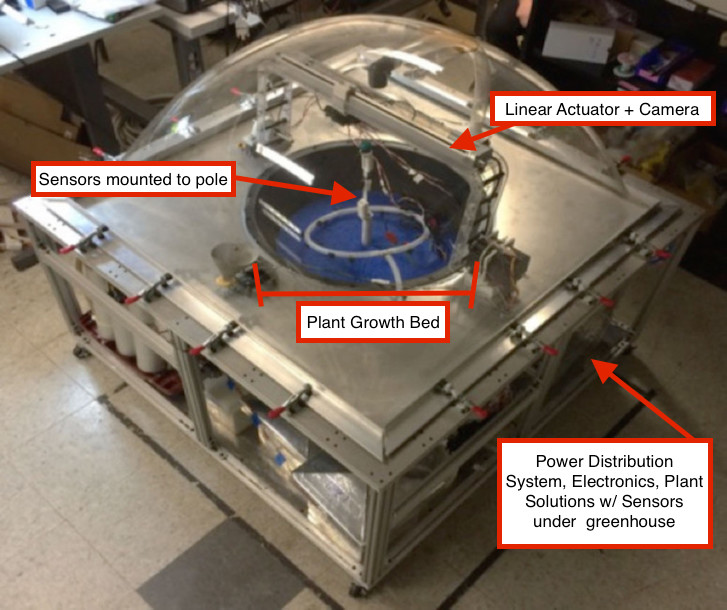 Linear Actuator + Camera
Sensors mounted to pole
Plant Growth Bed
Power Distribution
System, Electronics, Plant
Solutions w/ Sensors
under greenhouse